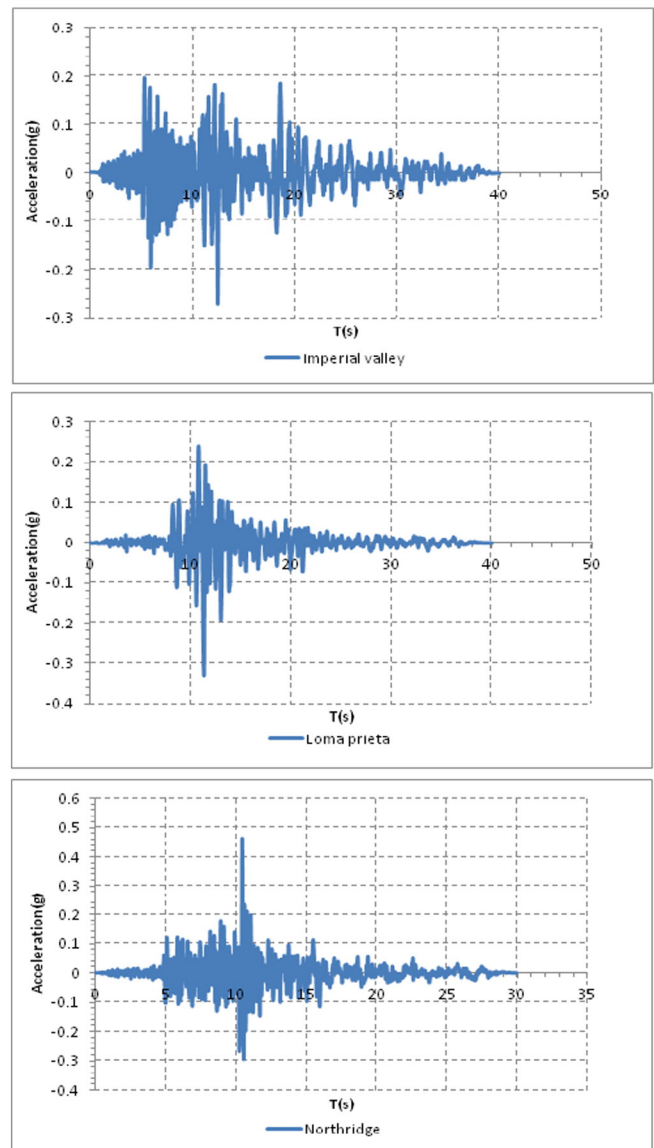 0.3
0.2
0.1
0
-0.1
-0.2
-0.3
Acceleration(g)
0 10 20 30 40 50
T(s)
Imperial valley
0.3
0.2
0.1
0
-0.1
-0.2
-0.3
-0.4
Acceleration(g)
0 10 20 30 40 50
T(s)
Loma prieta
0.6
0.5
0.4
0.3
0.2
0.1
0
-0.1
-0.2
-0.3
-0.4
Acceleration(g)
0 5 10 15 20 25 30 35
T(s)
Northridge